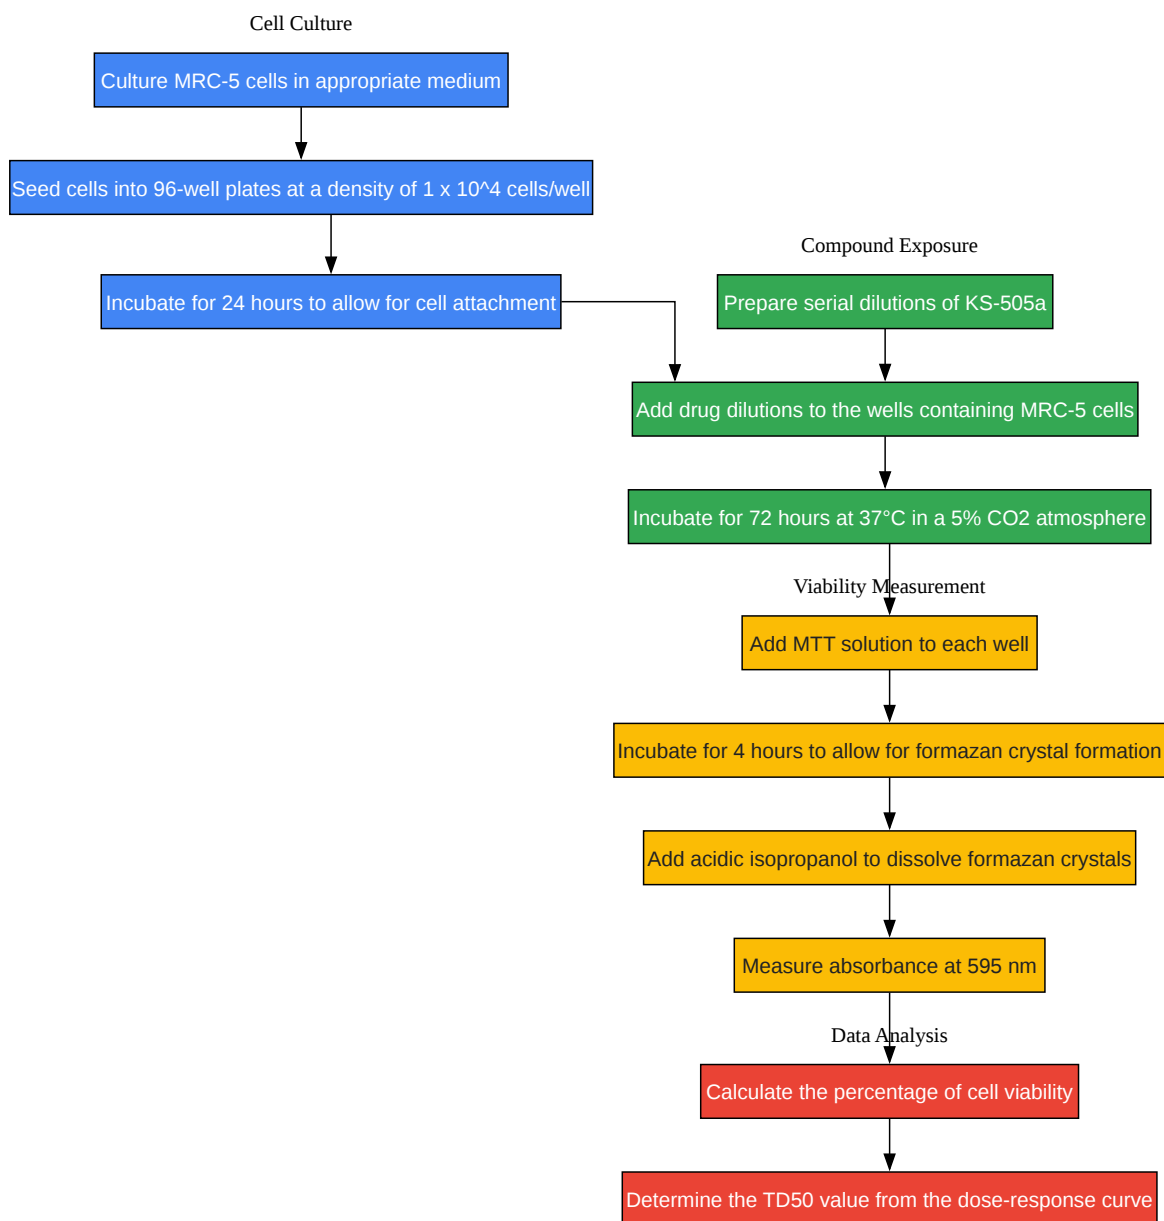 Cell Culture
Culture MRC-5 cells in appropriate medium
Seed cells into 96-well plates at a density of 1 x 10^4 cells/well
Incubate for 24 hours to allow for cell attachment
Compound Exposure
Prepare serial dilutions of KS-505a
Add drug dilutions to the wells containing MRC-5 cells
Incubate for 72 hours at 37°C in a 5% CO2 atmosphere
Viability Measurement
Add MTT solution to each well
Incubate for 4 hours to allow for formazan crystal formation
Add acidic isopropanol to dissolve formazan crystals
Measure absorbance at 595 nm
Data Analysis
Calculate the percentage of cell viability
Determine the TD50 value from the dose-response curve